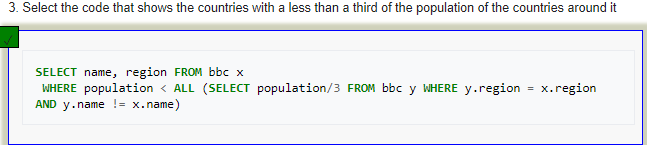 3. Select the code that shows the countries with a less than a third of the population of the countries around it
SELECT name, region FROM bbc x
WHERE population < ALL (SELECT population/3 FROM bbc y WHERE y.region = x.region
AND y.name != x.name)